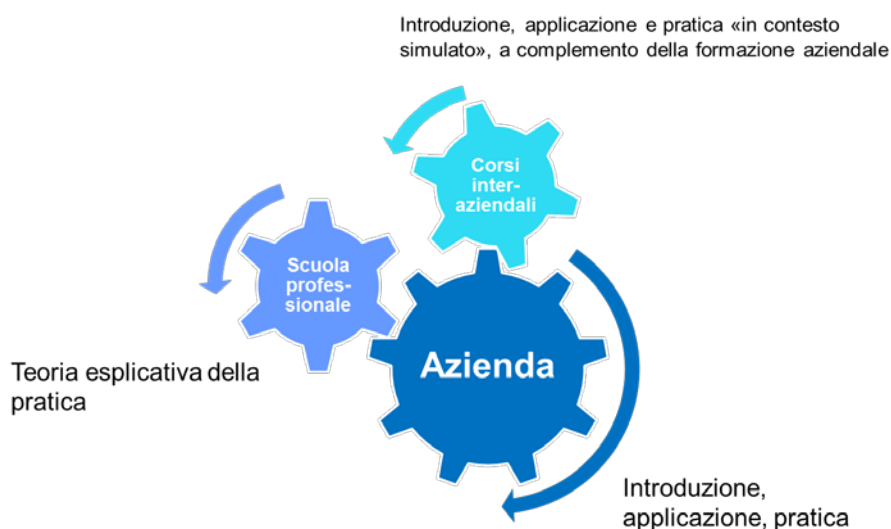 Introduzione, applicazione e pratica «in contesto
simulato», a complemento della formazione aziendale
Corsi
inter-
aziendali
Scuola
profes-
sionale
Azienda
Teoria esplicativa della
pratica
Introduzione,
applicazione, pratica